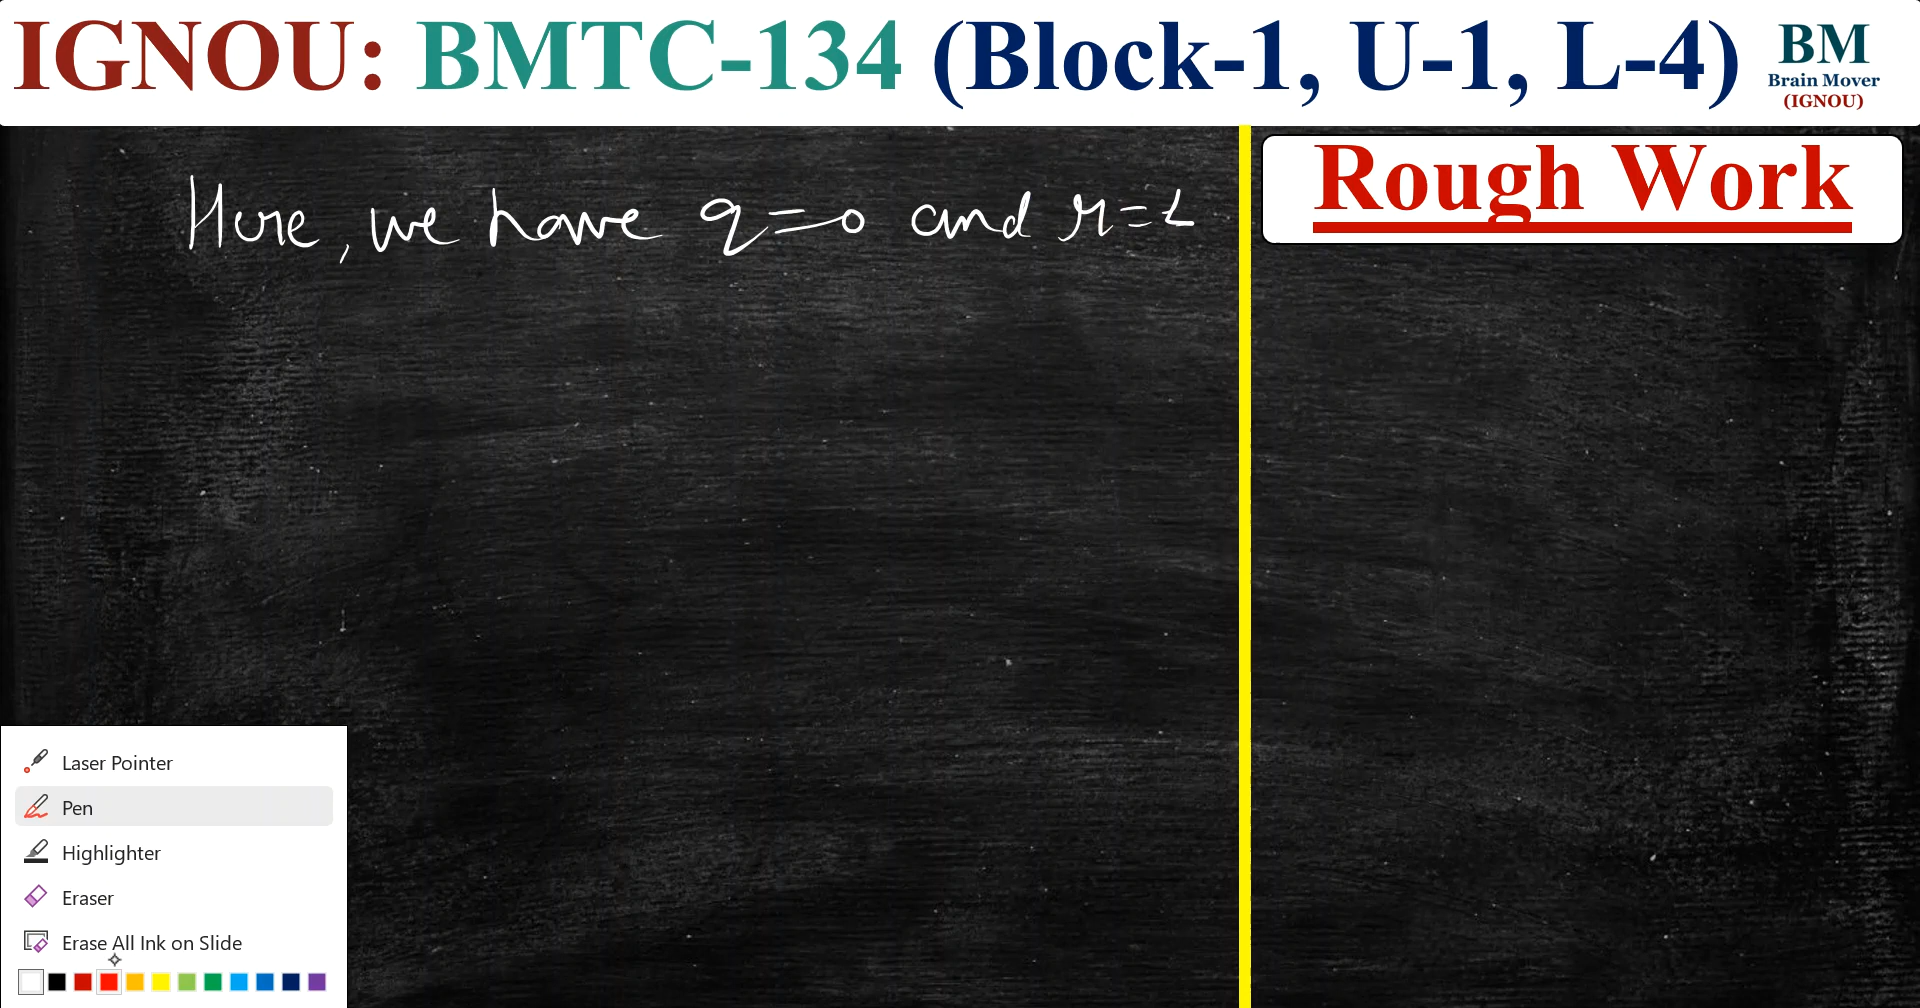 IGNOU: BMTC-134 (Block-1, U-1, L-4)
BM
Brain Mover
(IGNOU)
Rough Work
Here, we have q=0 and r=1
Laser Pointer
Pen
Highlighter
Eraser
Erase All Ink on Slide